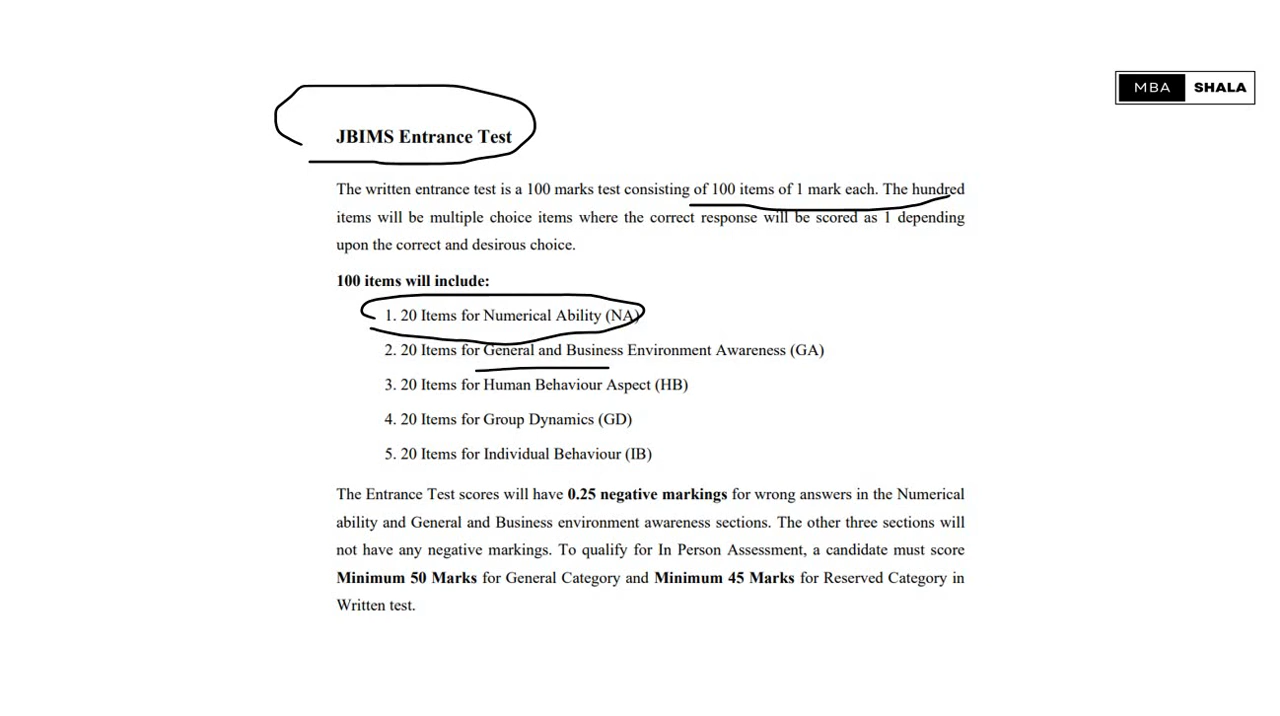 MBA SHALA
JBIMS Entrance Test
The written entrance test is a 100 marks test consisting of 100 items of 1 mark each. The hundred
items will be multiple choice items where the correct response will be scored as 1 depending
upon the correct and desirous choice.
100 items will include:
1. 20 Items for Numerical Ability (NA)
2. 20 Items for General and Business Environment Awareness (GA)
3. 20 Items for Human Behaviour Aspect (HB)
4. 20 Items for Group Dynamics (GD)
5. 20 Items for Individual Behaviour (IB)
The Entrance Test scores will have 0.25 negative markings for wrong answers in the Numerical
ability and General and Business environment awareness sections. The other three sections will
not have any negative markings. To qualify for In Person Assessment, a candidate must score
Minimum 50 Marks for General Category and Minimum 45 Marks for Reserved Category in
Written test.